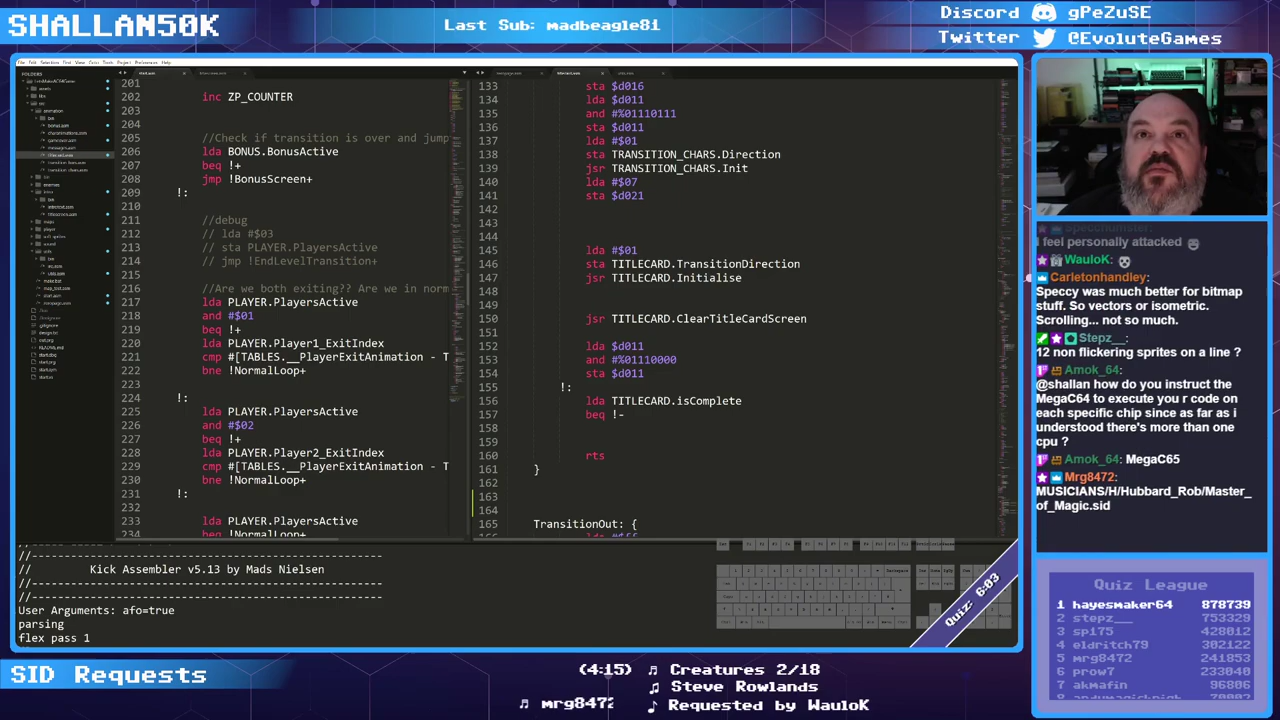 SHALLAN50K
Last Sub: madbeagle81
Discord gPeZuSE
Twitter @EvoluteGames
FOLDERS
201
202 inc ZP_COUNTER
203
204
205 //Check if transition is over and jump
206 lda BONUS.BonusActive
207 beq !+
208 jmp !BonusScreen+
209 !:
210
211 //debug
212 // lda #$03
213 // sta PLAYER.PlayersActive
214 // jmp !EndLevelTransition+
215
216 //Are we both exiting?? Are we in norm
217 lda PLAYER.PlayersActive
218 and #$01
219 beq !+
220 lda PLAYER.Player1_ExitIndex
221 cmp #[TABLES.__PlayerExitAnimation - T
222 bne !NormalLoop+
223
224 !:
225 lda PLAYER.PlayersActive
226 and #$02
227 beq !+
228 lda PLAYER.Player2_ExitIndex
229 cmp #[TABLES.__PlayerExitAnimation - T
230 bne !NormalLoop+
231 !:
232
233 lda PLAYER.PlayersActive
234 bne !NormalLoop+
133 sta $d016
134 lda $d011
135 and #%01110111
136 sta $d011
137 lda #$01
138 sta TRANSITION_CHARS.Direction
139 jsr TRANSITION_CHARS.Init
140 lda #$07
141 sta $d021
142
143
144
145 lda #$01
146 sta TITLECARD.TransitionDirection
147 jsr TITLECARD.Initialise
148
149
150 jsr TITLECARD.ClearTitleCardScreen
151
152 lda $d011
153 and #%01110000
154 sta $d011
155 !:
156 lda TITLECARD.isComplete
157 beq !-
158
159
160 rts
161 }
162
163
164
165 TransitionOut: {
//------------------------------------------------------
// Kick Assembler v5.13 by Mads Nielsen
//------------------------------------------------------
User Arguments: afo=true
parsing
flex pass 1
Quiz: 6:03
I feel personally attacked
WauloK:
Carletonhandley:
Speccy was much better for bitmap
stuff. So vectors or isometric.
Scrolling... not so much.
Stepz__:
12 non flickering sprites on a line ?
Amok_64:
@shallan how do you instruct the
MegaC64 to execute you r code on
each specific chip since as far as i
understood there's more than one
cpu ?
Amok_64: MegaC65
Mrg8472:
MUSICIANS/H/Hubbard_Rob/Master_
of_Magic.sid
Quiz League
1 hayesmaker64 878739
2 stepz__ 753329
3 sp175 428012
4 eldritch79 302122
5 mrg8472 241853
6 prow7 233040
7 akmafin 96806
SID Requests
(4:15) Creatures 2/18
Steve Rowlands
mrg8472 Requested by WauloK